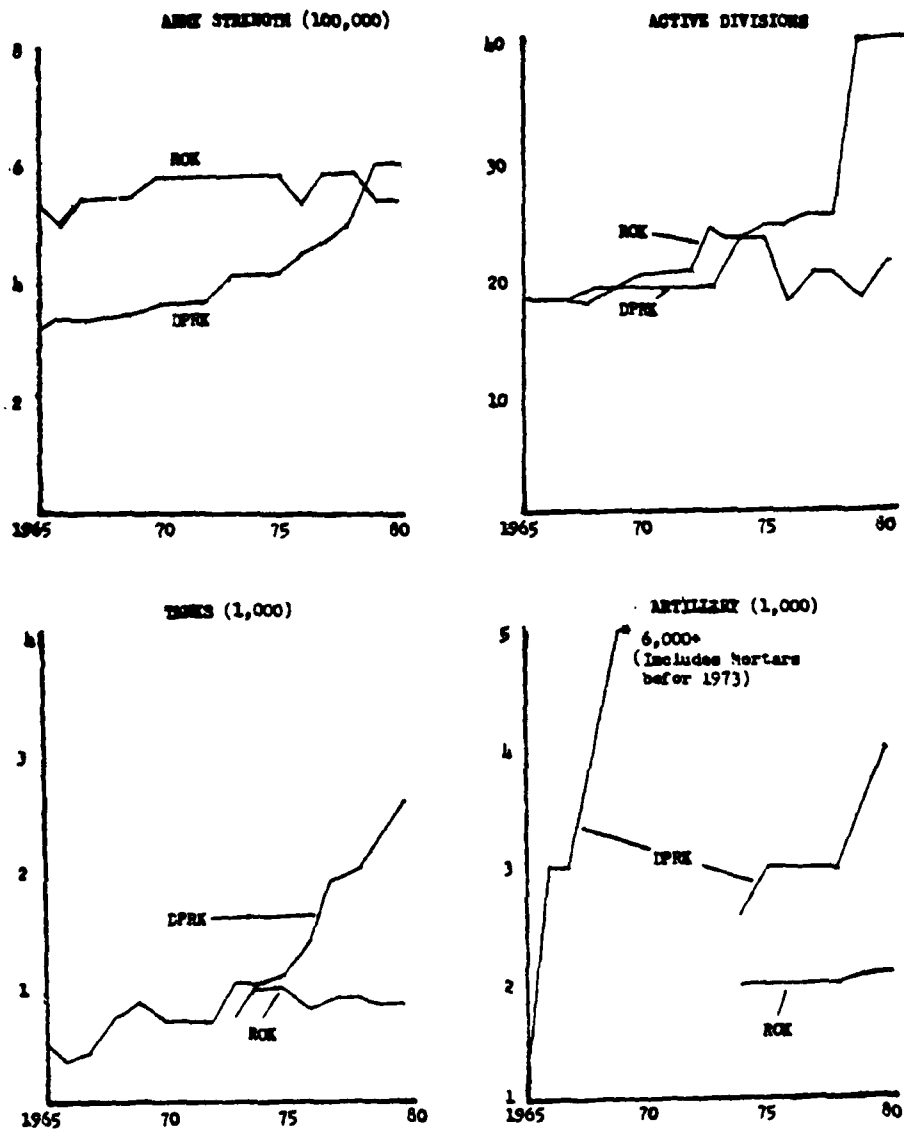 ARMY STRENGTH (100,000)
8
6
4
2
ROK
DPRK
1965 70 75 80
ACTIVE DIVISIONS
40
30
20
10
ROK
DPRK
1965 70 75 80
TANKS (1,000)
4
3
2
1
DPRK
ROK
1965 70 75 80
ARTILLERY (1,000)
5
4
3
2
1
6,000+
(Includes Mortars
befor 1973)
DPRK
ROK
1965 70 75 80